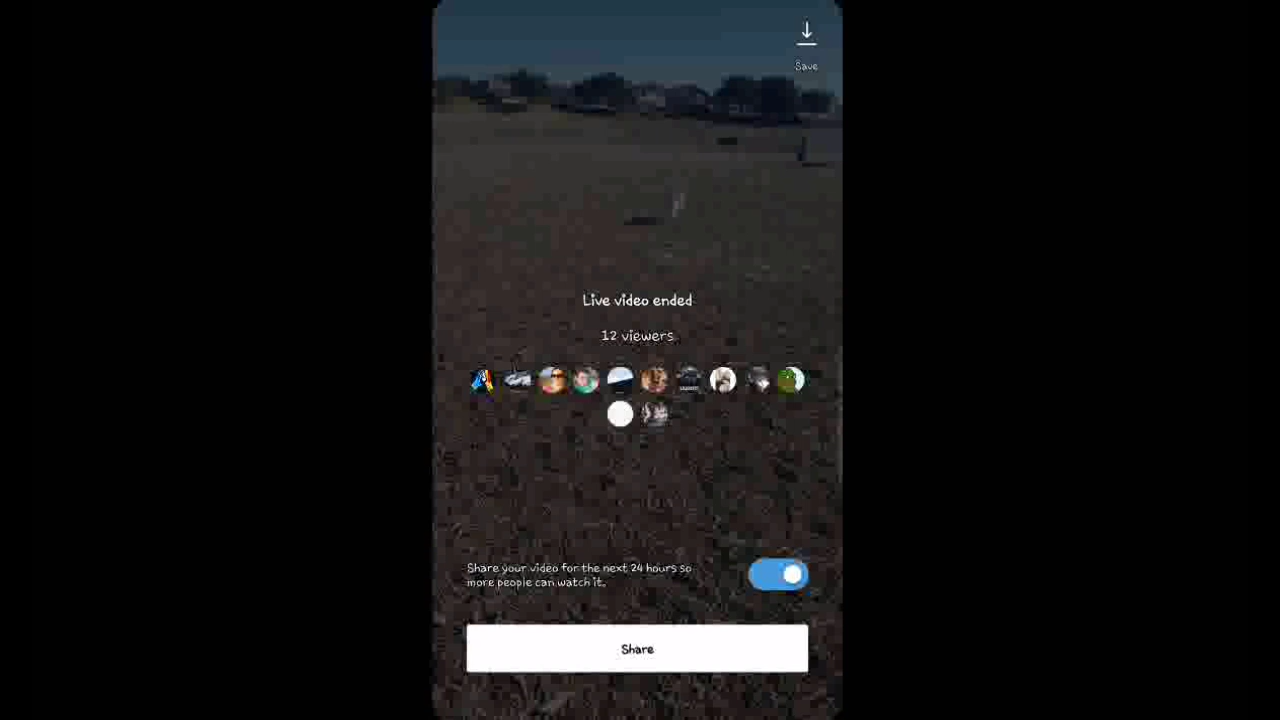 Save
Live video ended
12 viewers
Share your video for the next 24 hours so
more people can watch it.
Share